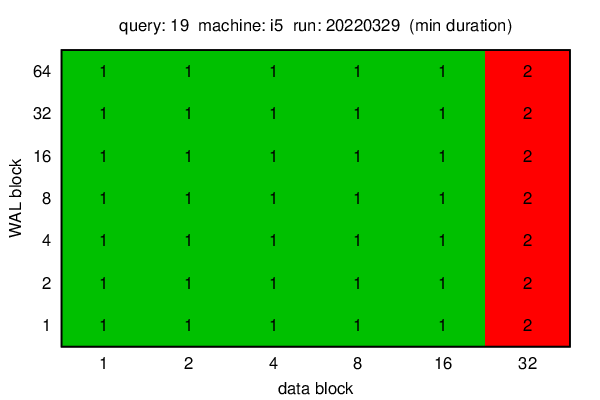 query: 19  machine: i5  run: 20220329  (min duration)
64 1 1 1 1 1 2
32 1 1 1 1 1 2
16 1 1 1 1 1 2
8 1 1 1 1 1 2
4 1 1 1 1 1 2
2 1 1 1 1 1 2
1 1 1 1 1 1 2
WAL block
1 2 4 8 16 32
data block